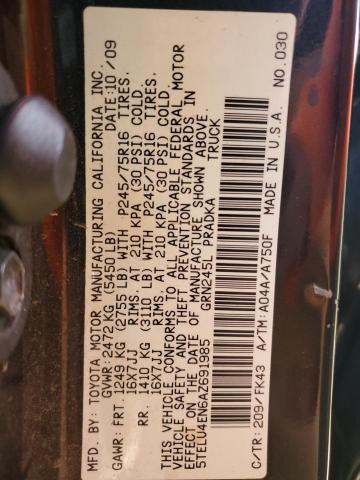 MFD. BY: TOYOTA MOTOR MANUFACTURING CALIFORNIA INC.
DATE: 10/09
GVWR: 2472 KG (5450 LB)
GAWR: FRT. 1249 KG (2755 LB) WITH P245/75R16 TIRES,
16X7JJ RIMS, AT 210 KPA (30 PSI) COLD.
RR. 1410 KG (3110 LB) WITH P245/75R16 TIRES,
16X7JJ RIMS, AT 210 KPA (30 PSI) COLD.
THIS VEHICLE CONFORMS TO ALL APPLICABLE FEDERAL MOTOR
VEHICLE SAFETY AND THEFT PREVENTION STANDARDS IN
EFFECT ON THE DATE OF MANUFACTURE SHOWN ABOVE.
5TELU4EN6AZ691985 GRN245L PRADKA TRUCK
C/TR: 209/FK43 A/TM: A04A/A750F U.S.A. NO.030